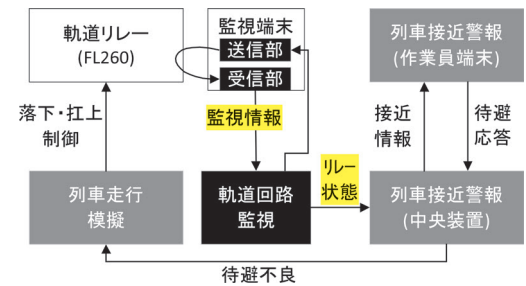 軌道リレー
(FL260)
監視端末
送信部
受信部
列車接近警報
(作業員端末)
落下・扛上
制御
監視情報
接近
情報
待避
応答
リレー
状態
列車走行
模擬
軌道回路
監視
列車接近警報
(中央装置)
待避不良